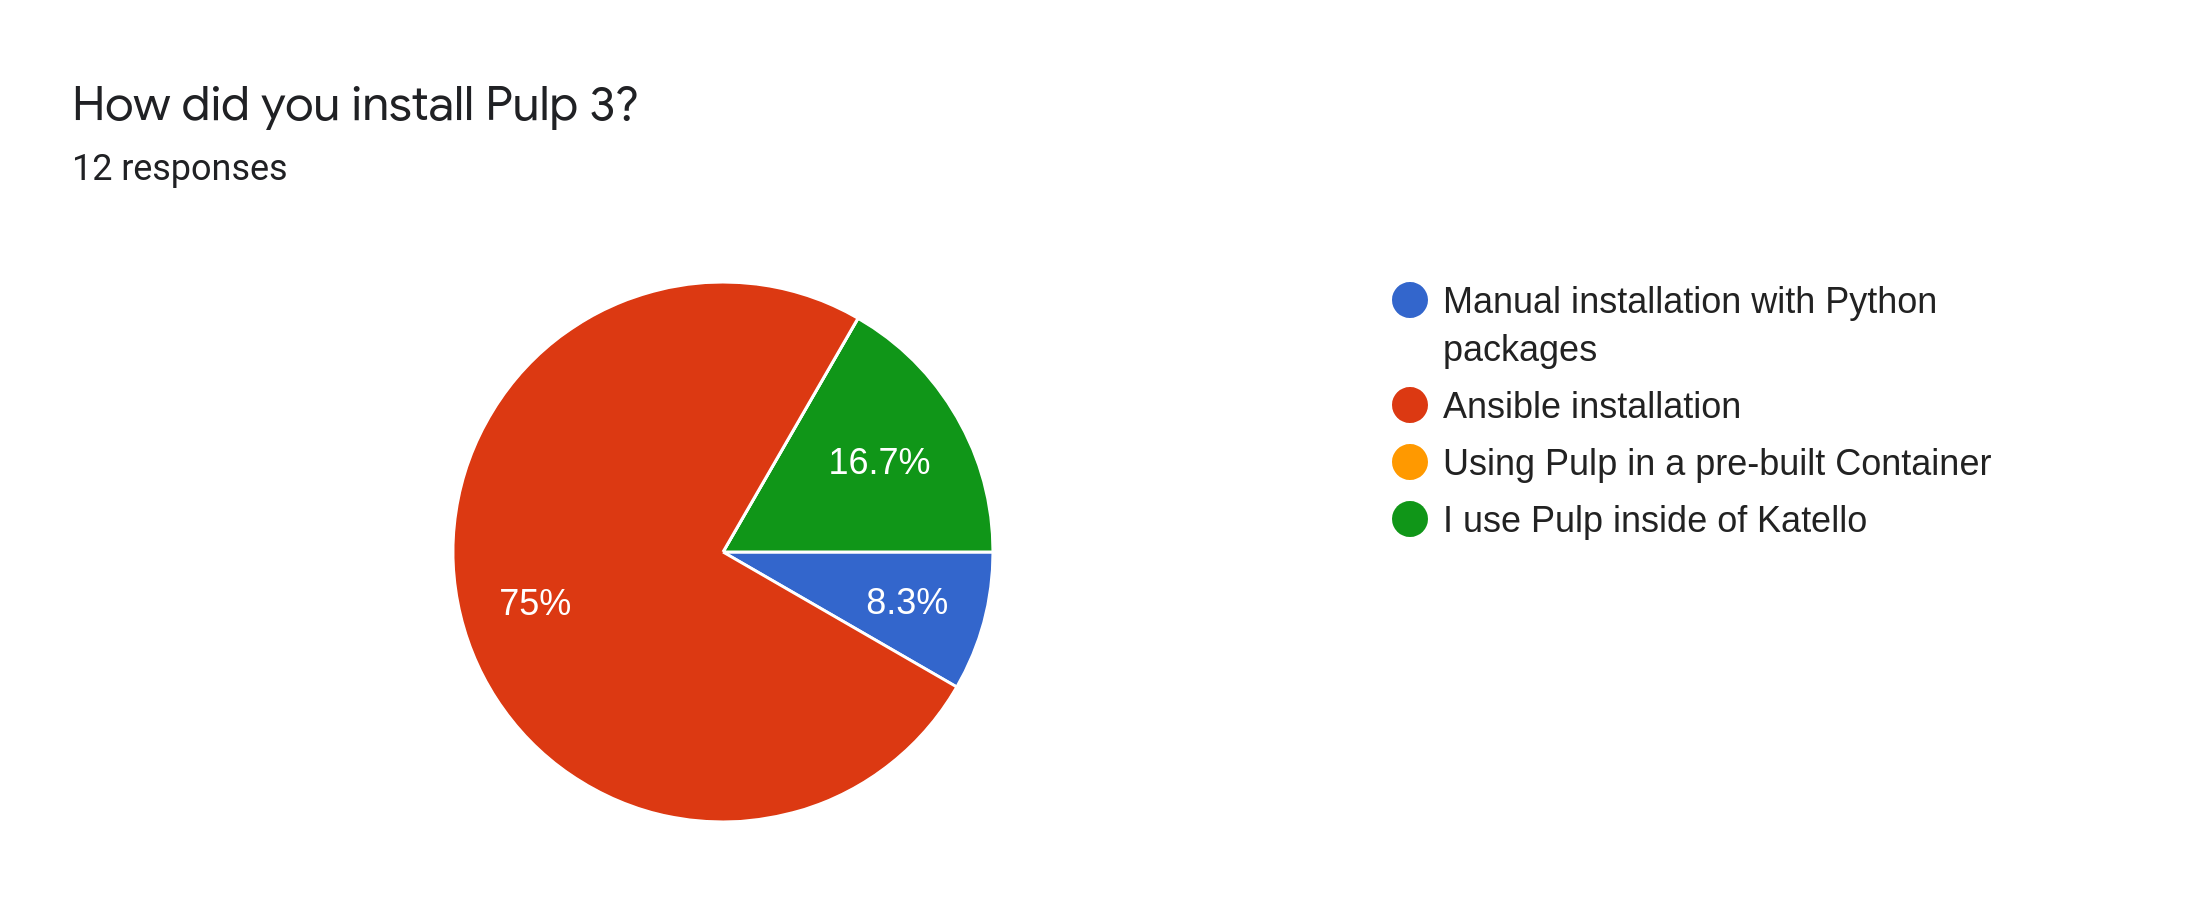 How did you install Pulp 3?
12 responses
16.7%
75%
8.3%
Manual installation with Python
packages
Ansible installation
Using Pulp in a pre-built Container
I use Pulp inside of Katello